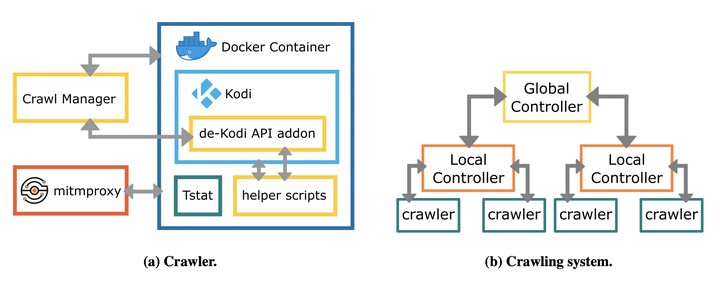 Docker Container
Crawl Manager
Kodi
de-Kodi API addon
mitmproxy
Tstat
helper scripts
(a) Crawler.
Global
Controller
Local
Controller
Local
Controller
crawler
crawler
crawler
crawler
(b) Crawling system.